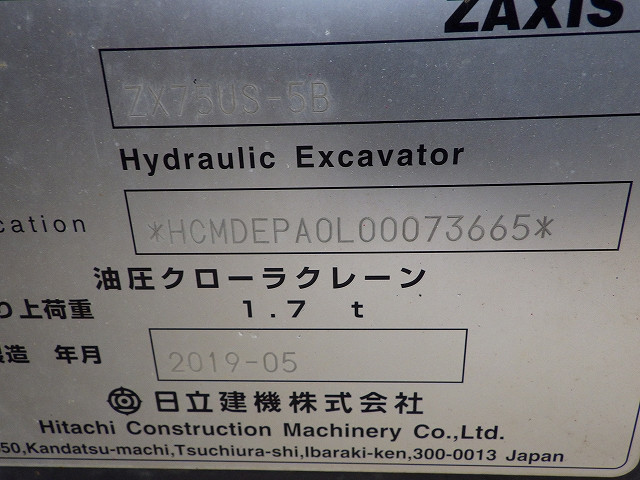 ZAXIS
ZX75US-5B
Hydraulic Excavator
cation
*HCMDEPA0L00073665*
油圧クローラクレーン
り上荷重 1.7 t
製造 年月 2019-05
日立建機株式会社
Hitachi Construction Machinery Co.,Ltd.
50,Kandatsu-machi,Tsuchiura-shi,Ibaraki-ken,300-0013 Japan